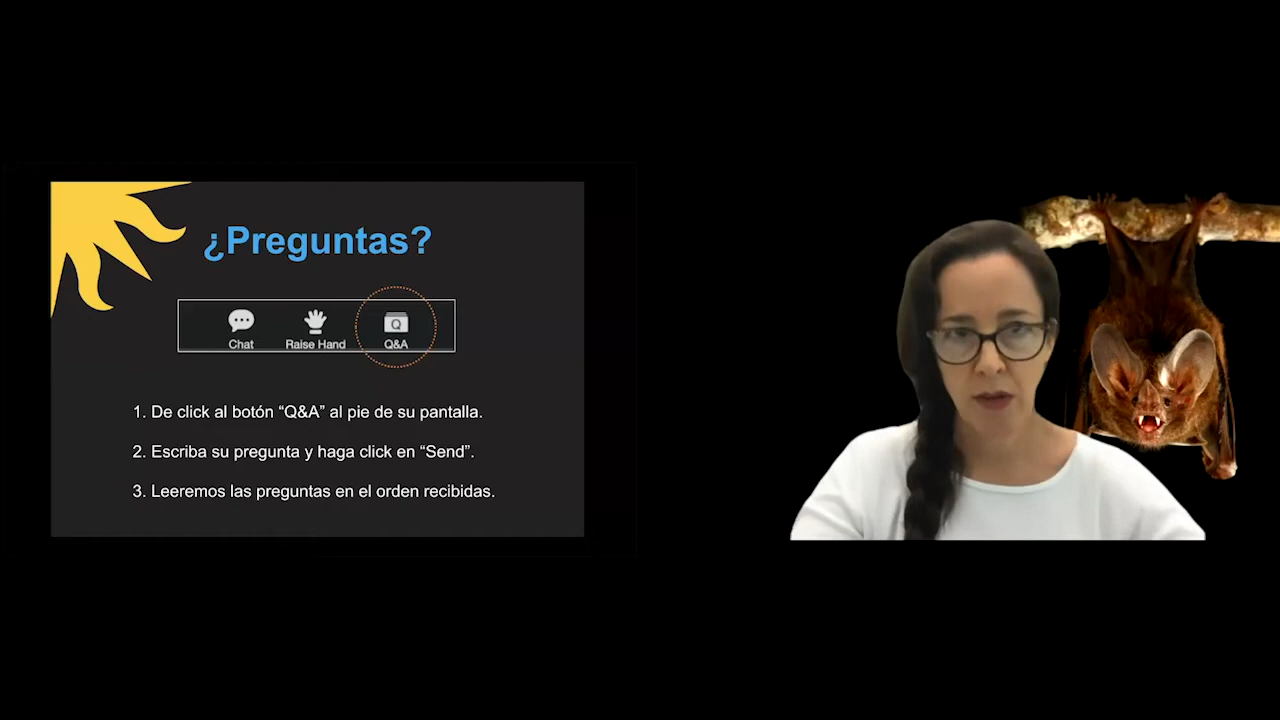 ¿Preguntas?
Chat
Raise Hand
Q
Q&A
1. De click al botón “Q&A” al pie de su pantalla.
2. Escriba su pregunta y haga click en “Send”.
3. Leeremos las preguntas en el orden recibidas.